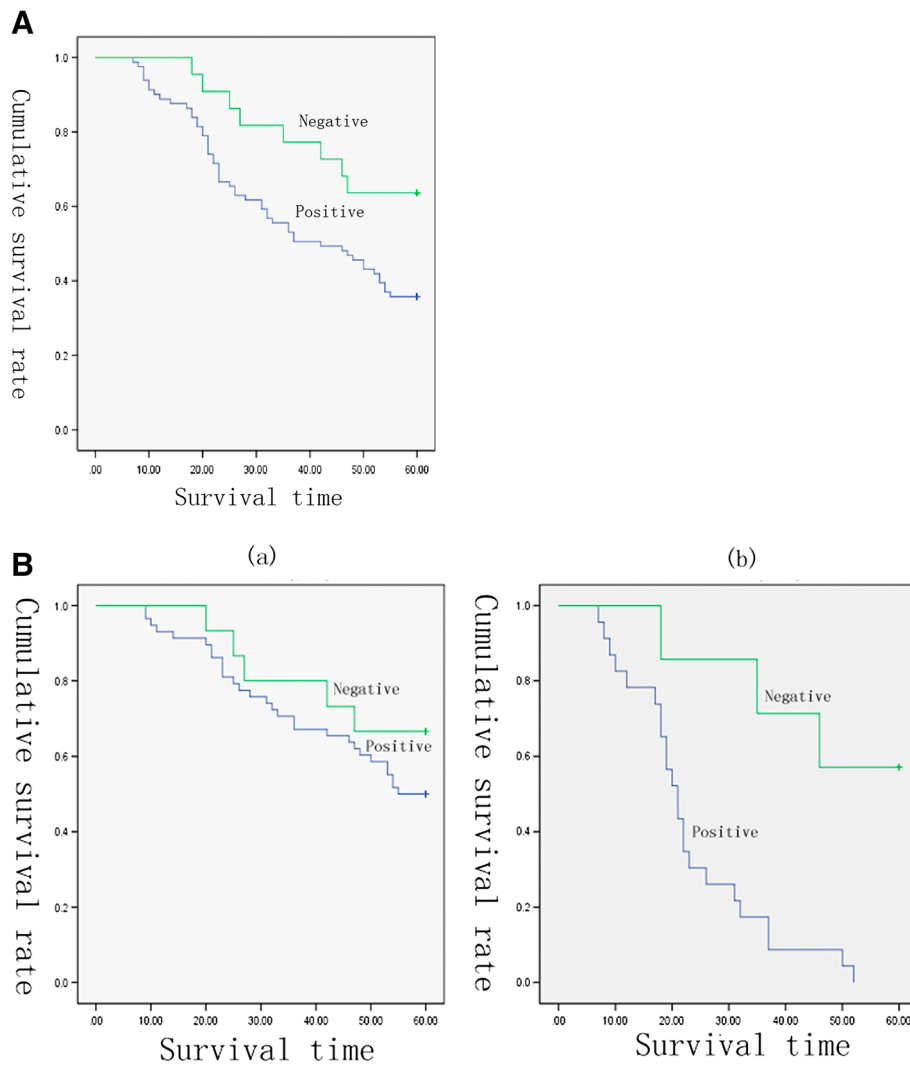 A
Cumulative survival rate
1.0
0.8
0.6
0.4
0.2
0.0
Negative
Positive
.00 10.00 20.00 30.00 40.00 50.00 60.00
Survival time
B
(a)
Cumulative survival rate
1.0
0.8
0.6
0.4
0.2
0.0
Negative
Positive
.00 10.00 20.00 30.00 40.00 50.00 60.00
Survival time
(b)
Cumulative survival rate
1.0
0.8
0.6
0.4
0.2
0.0
Negative
Positive
.00 10.00 20.00 30.00 40.00 50.00 60.00
Survival time